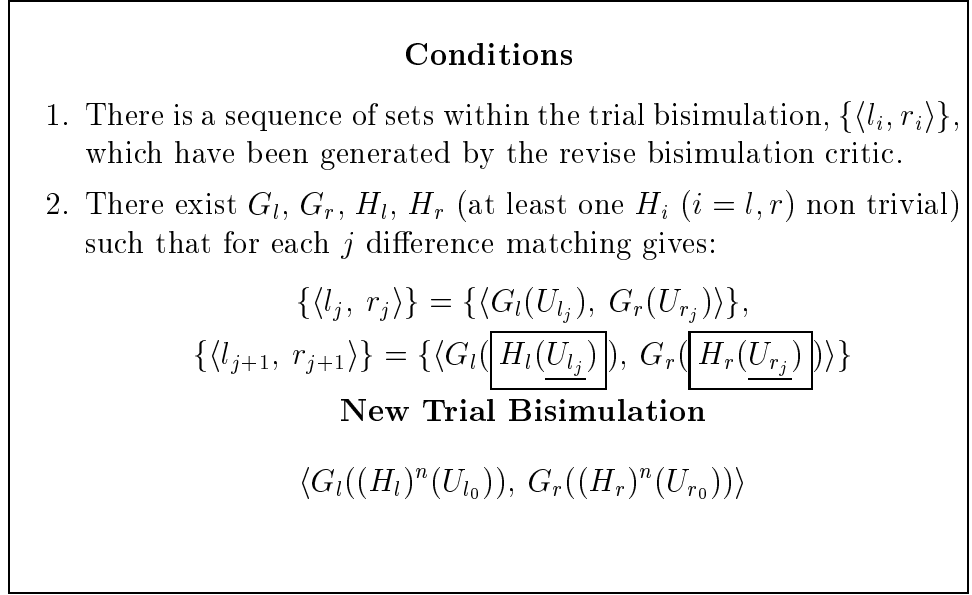 Conditions
1. There is a sequence of sets within the trial bisimulation, {⟨l_i, r_i⟩},
which have been generated by the revise bisimulation critic.
2. There exist G_l, G_r, H_l, H_r (at least one H_i (i = l, r) non trivial)
such that for each j difference matching gives:
{⟨l_j, r_j⟩} = {⟨G_l(U_{l_j}), G_r(U_{r_j})⟩},
{⟨l_{j+1}, r_{j+1}⟩} = {⟨G_l(H_l(U_{l_j})), G_r(H_r(U_{r_j}))⟩}
New Trial Bisimulation
⟨G_l((H_l)^n(U_{l_0})), G_r((H_r)^n(U_{r_0}))⟩